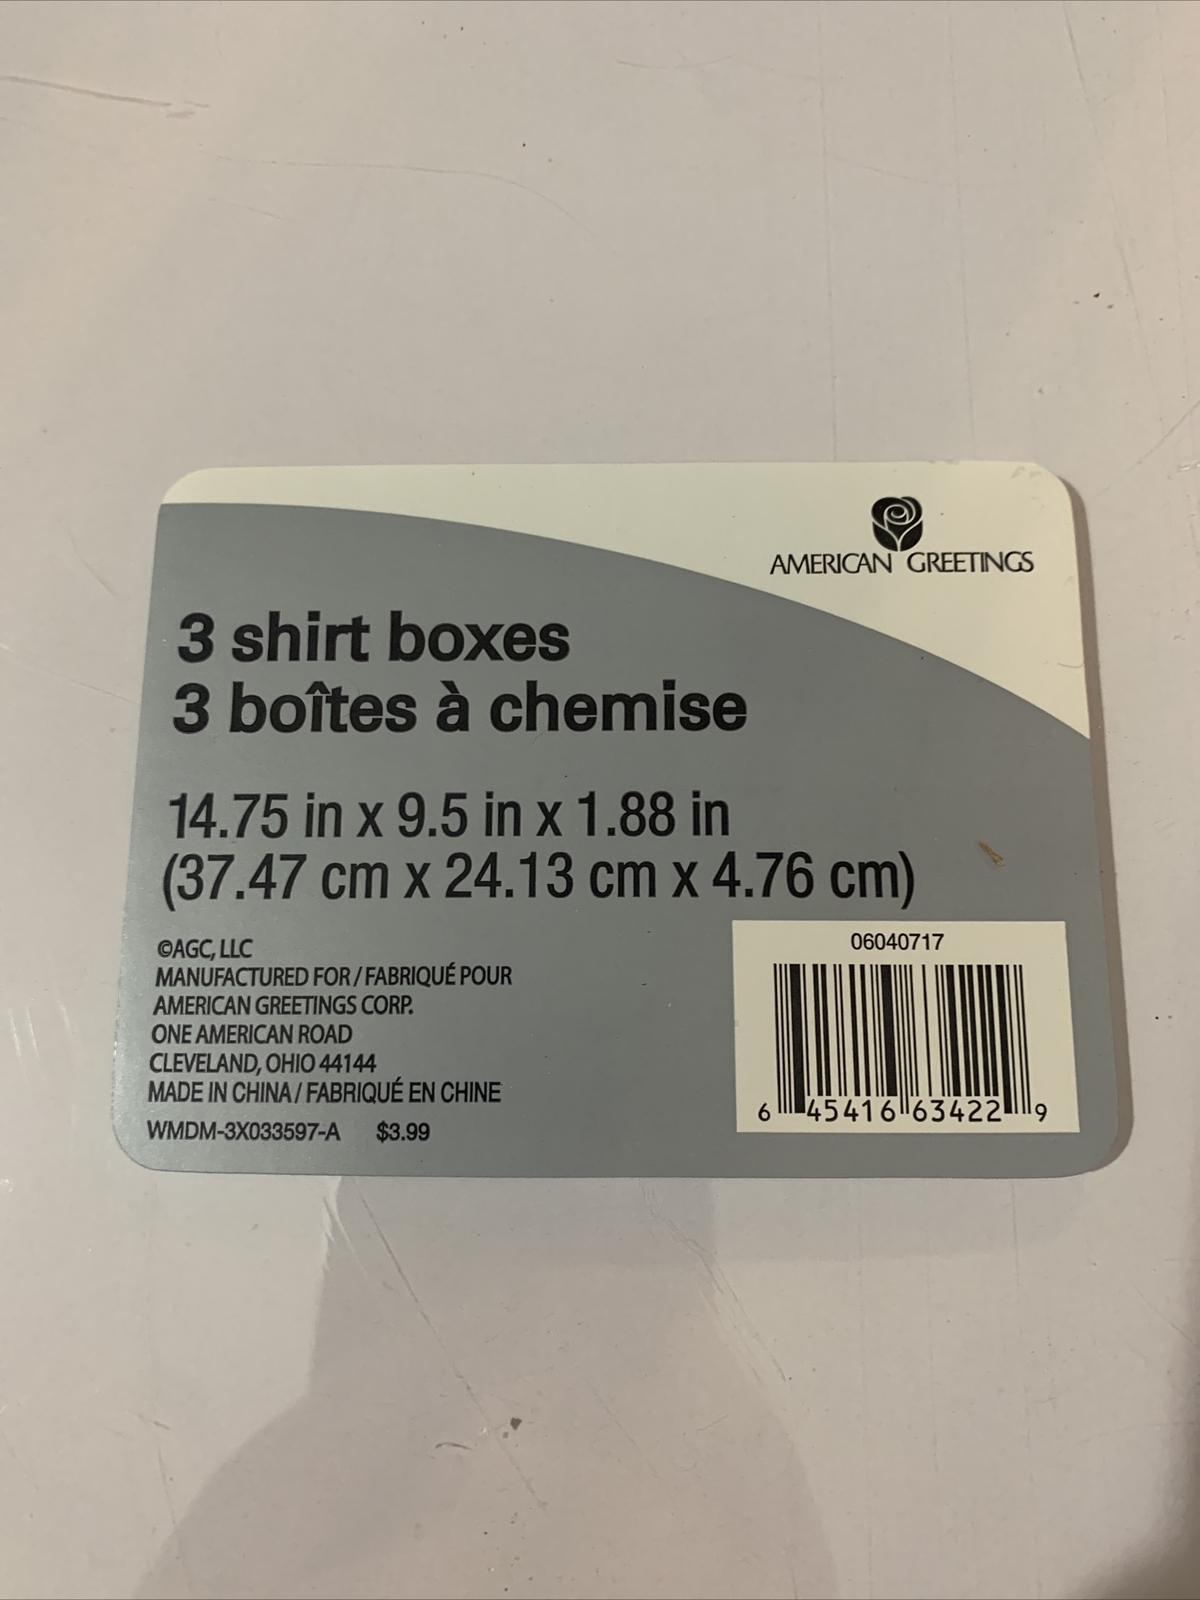 AMERICAN GREETINGS
3 shirt boxes
3 boîtes à chemise
14.75 in x 9.5 in x 1.88 in
(37.47 cm x 24.13 cm x 4.76 cm)
©AGC, LLC
MANUFACTURED FOR / FABRIQUÉ POUR
AMERICAN GREETINGS CORP.
ONE AMERICAN ROAD
CLEVELAND, OHIO 44144
MADE IN CHINA / FABRIQUÉ EN CHINE
WMDM-3X033597-A $3.99
06040717
6 45416 63422 9